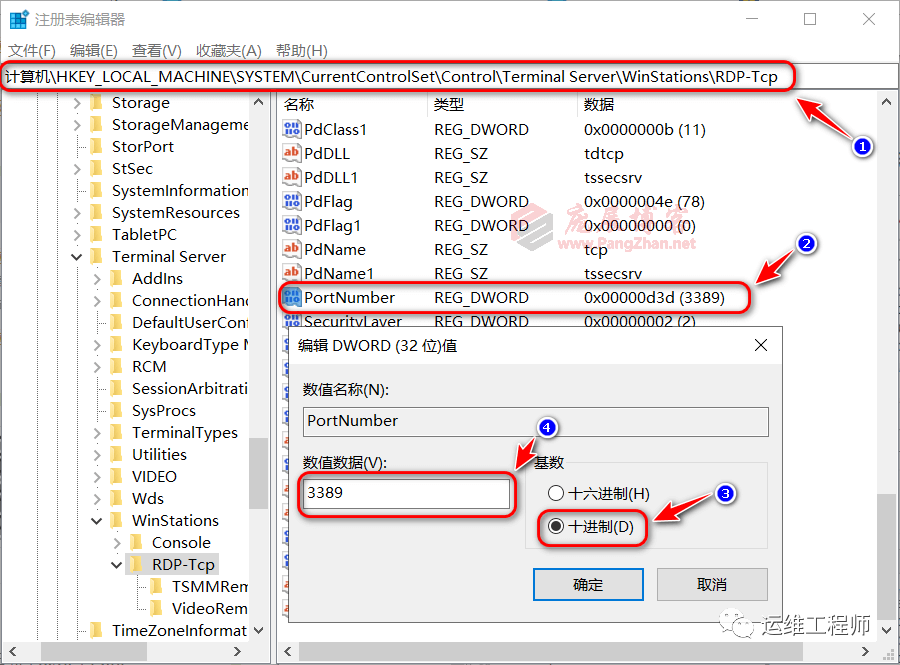 注册表编辑器
文件(F) 编辑(E) 查看(V) 收藏夹(A) 帮助(H)
计算机\HKEY_LOCAL_MACHINE\SYSTEM\CurrentControlSet\Control\Terminal Server\WinStations\RDP-Tcp
1
Storage
StorageManageme
StorPort
StSec
SystemInformation
SystemResources
TabletPC
Terminal Server
AddIns
ConnectionHand
DefaultUserConf
KeyboardType M
RCM
SessionArbitrati
SysProcs
TerminalTypes
Utilities
VIDEO
Wds
WinStations
Console
RDP-Tcp
TSMMRem
VideoRem
TimeZoneInformat
名称 类型 数据
PdClass1 REG_DWORD 0x0000000b (11)
PdDLL REG_SZ tdtcp
PdDLL1 REG_SZ tssecsrv
PdFlag REG_DWORD 0x0000004e (78)
PdFlag1 REG_DWORD 0x00000000 (0)
PdName REG_SZ tcp
PdName1 REG_SZ tssecsrv
PortNumber REG_DWORD 0x00000d3d (3389)
SecurityLayer REG_DWORD 0x00000002 (2)
www.PangZhan.net
2
编辑 DWORD (32 位)值
数值名称(N):
PortNumber
4
数值数据(V):
3389
基数
十六进制(H)
十进制(D)
3
确定 取消
运维工程师